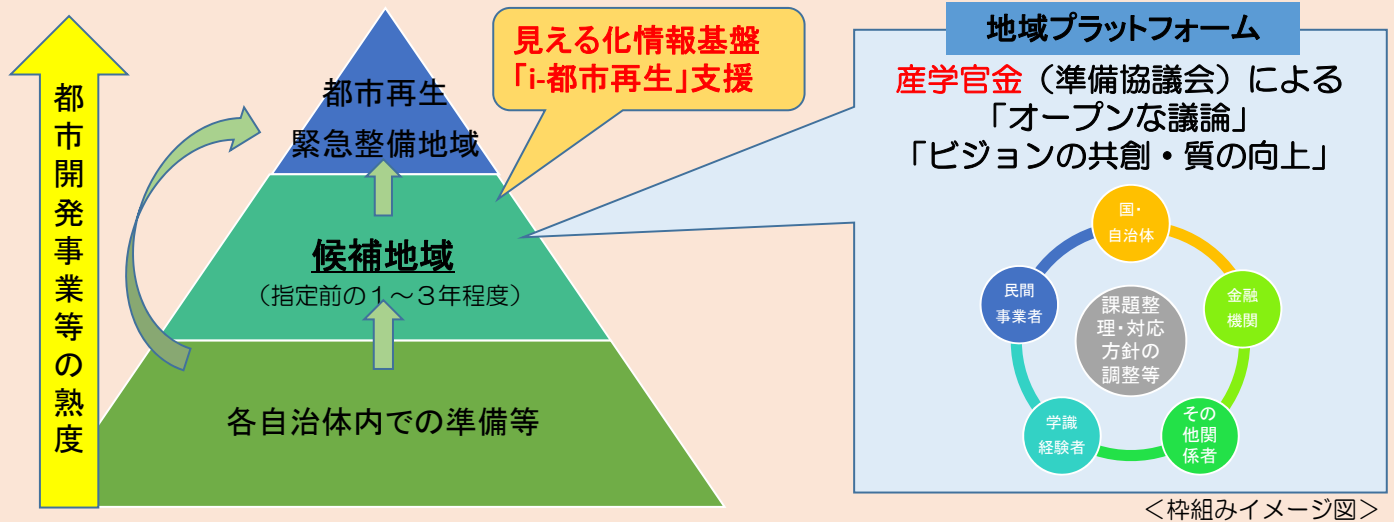 都市開発事業等の熟度
都市再生
緊急整備地域
候補地域
（指定前の１～３年程度）
各自治体内での準備等
見える化情報基盤
「i-都市再生」支援
地域プラットフォーム
産学官金（準備協議会）による
「オープンな議論」
「ビジョンの共創・質の向上」
国・
自治体
金融
機関
その
他関
係者
学識
経験者
民間
事業者
課題整
理・対応
方針の
調整等
＜枠組みイメージ図＞